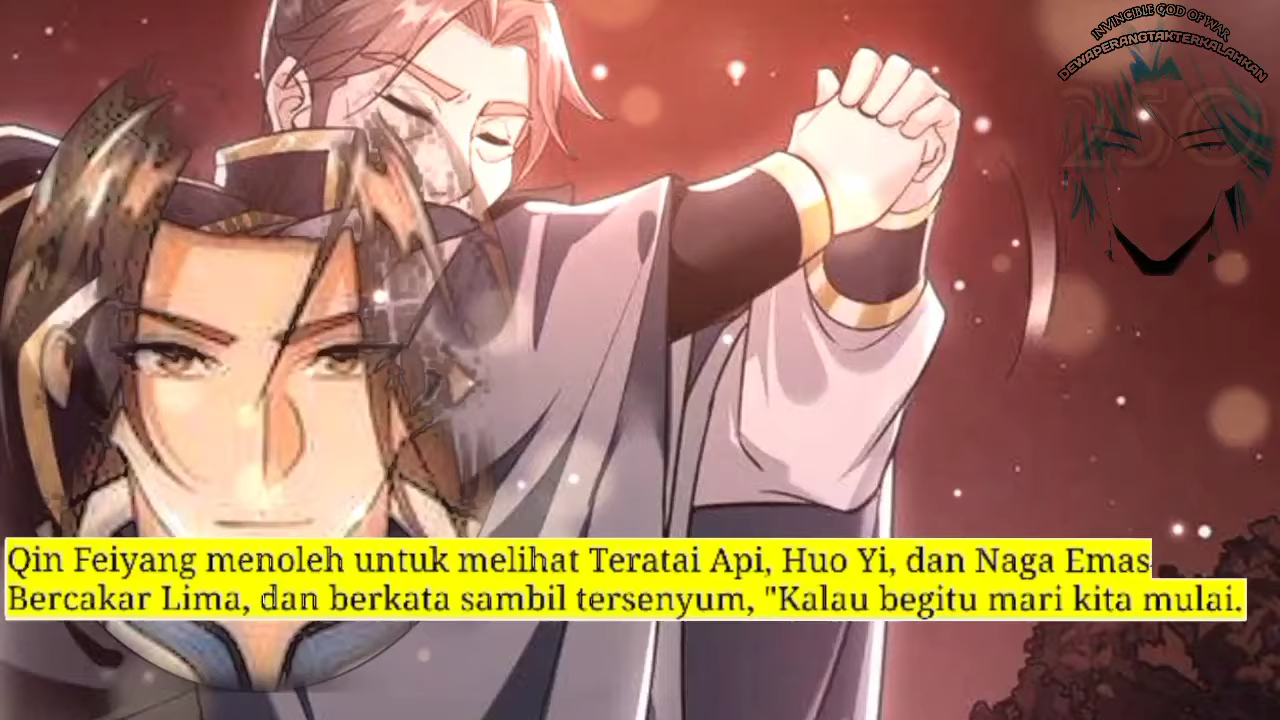 INVINCIBLE GOD OF WAR
DEWAPERANGTAKTERKALAHKAN
250
Qin Feiyang menoleh untuk melihat Teratai Api, Huo Yi, dan Naga Emas
Bercakar Lima, dan berkata sambil tersenyum, "Kalau begitu mari kita mulai.